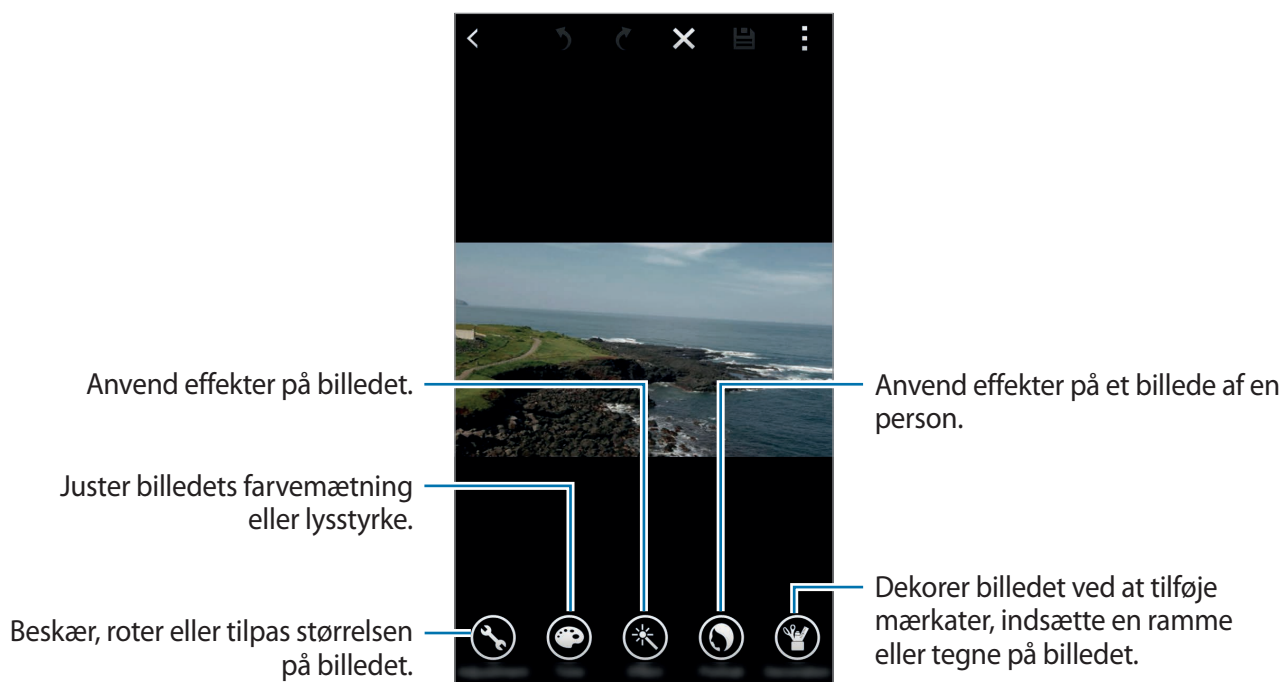 Anvend effekter på billedet.
Juster billedets farvemætning
eller lysstyrke.
Beskær, roter eller tilpas størrelsen
på billedet.
Anvend effekter på et billede af en
person.
Dekorer billedet ved at tilføje
mærkater, indsætte en ramme
eller tegne på billedet.